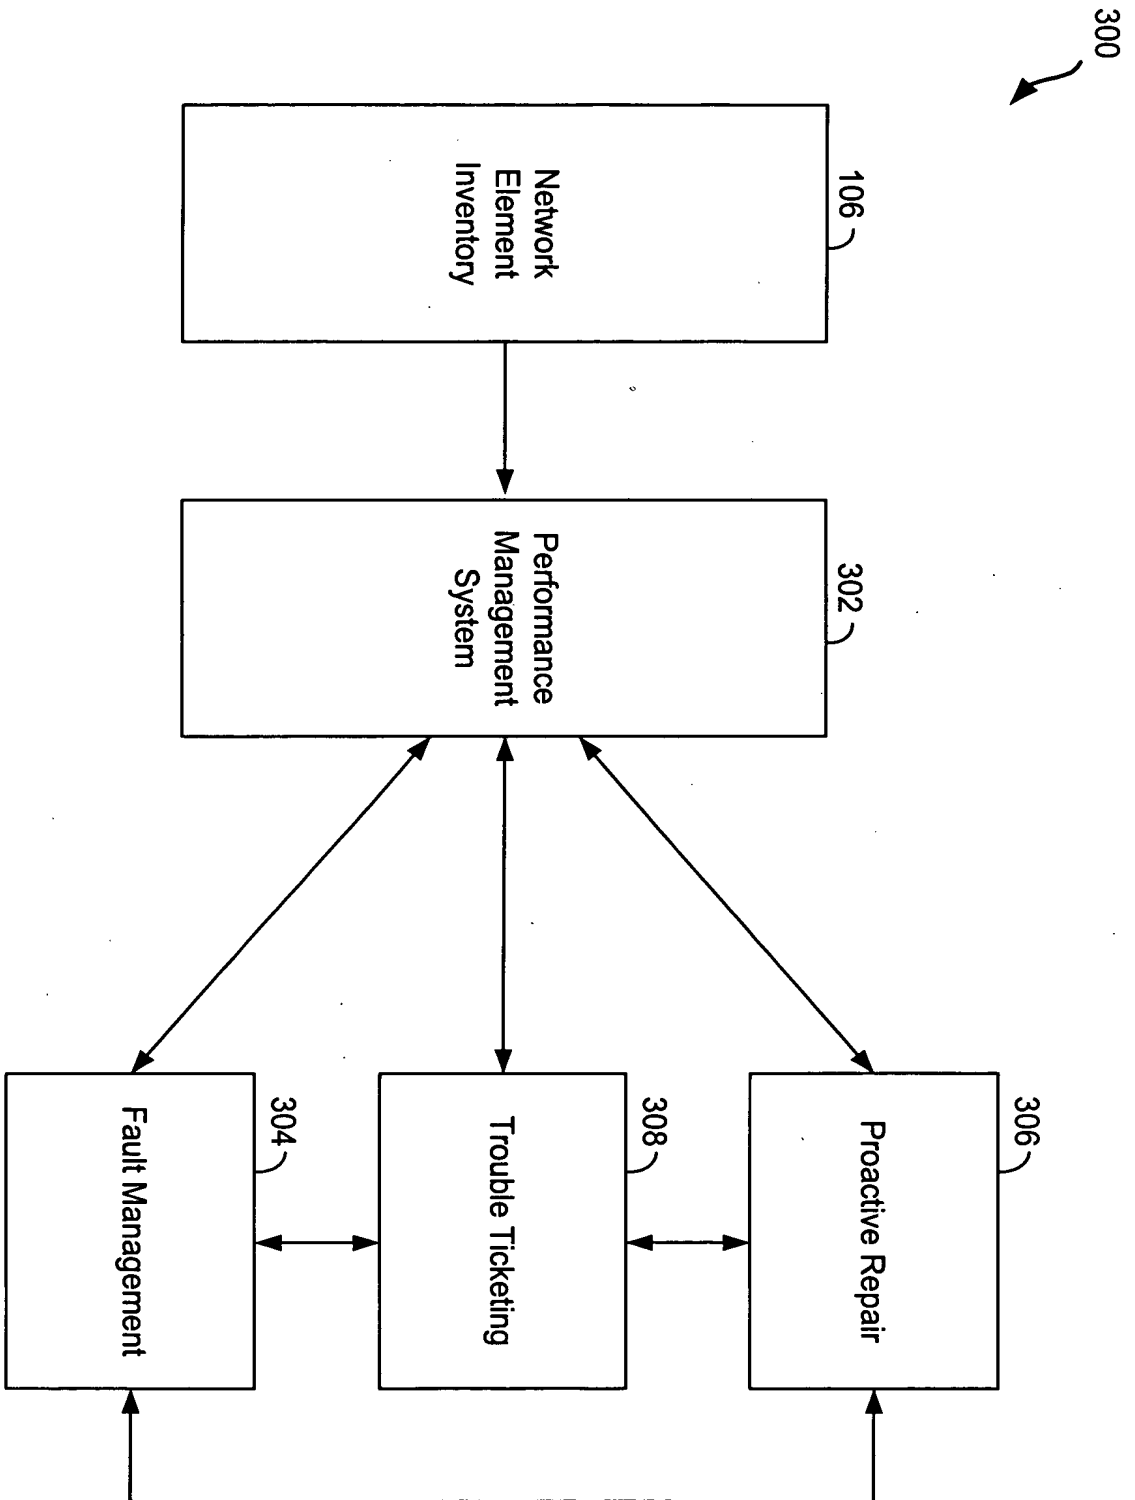 300
106
Network
Element
Inventory
302
Performance
Management
System
306
Proactive Repair
308
Trouble Ticketing
304
Fault Management